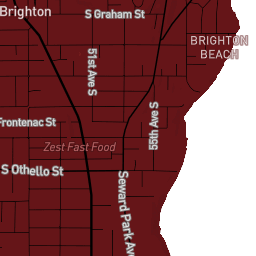 S Graham St
Brighton
BRIGHTON
BEACH
51st Ave S
55th Ave S
Frontenac St
Zest Fast Food
S Othello St
Seward Park Ave